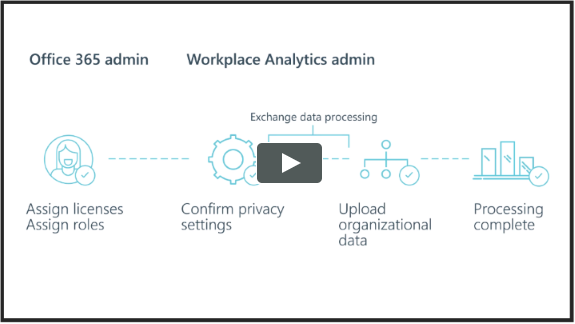 Office 365 admin
Workplace Analytics admin
Exchange data processing
Assign licenses
Assign roles
Confirm privacy
settings
Upload
organizational
data
Processing
complete